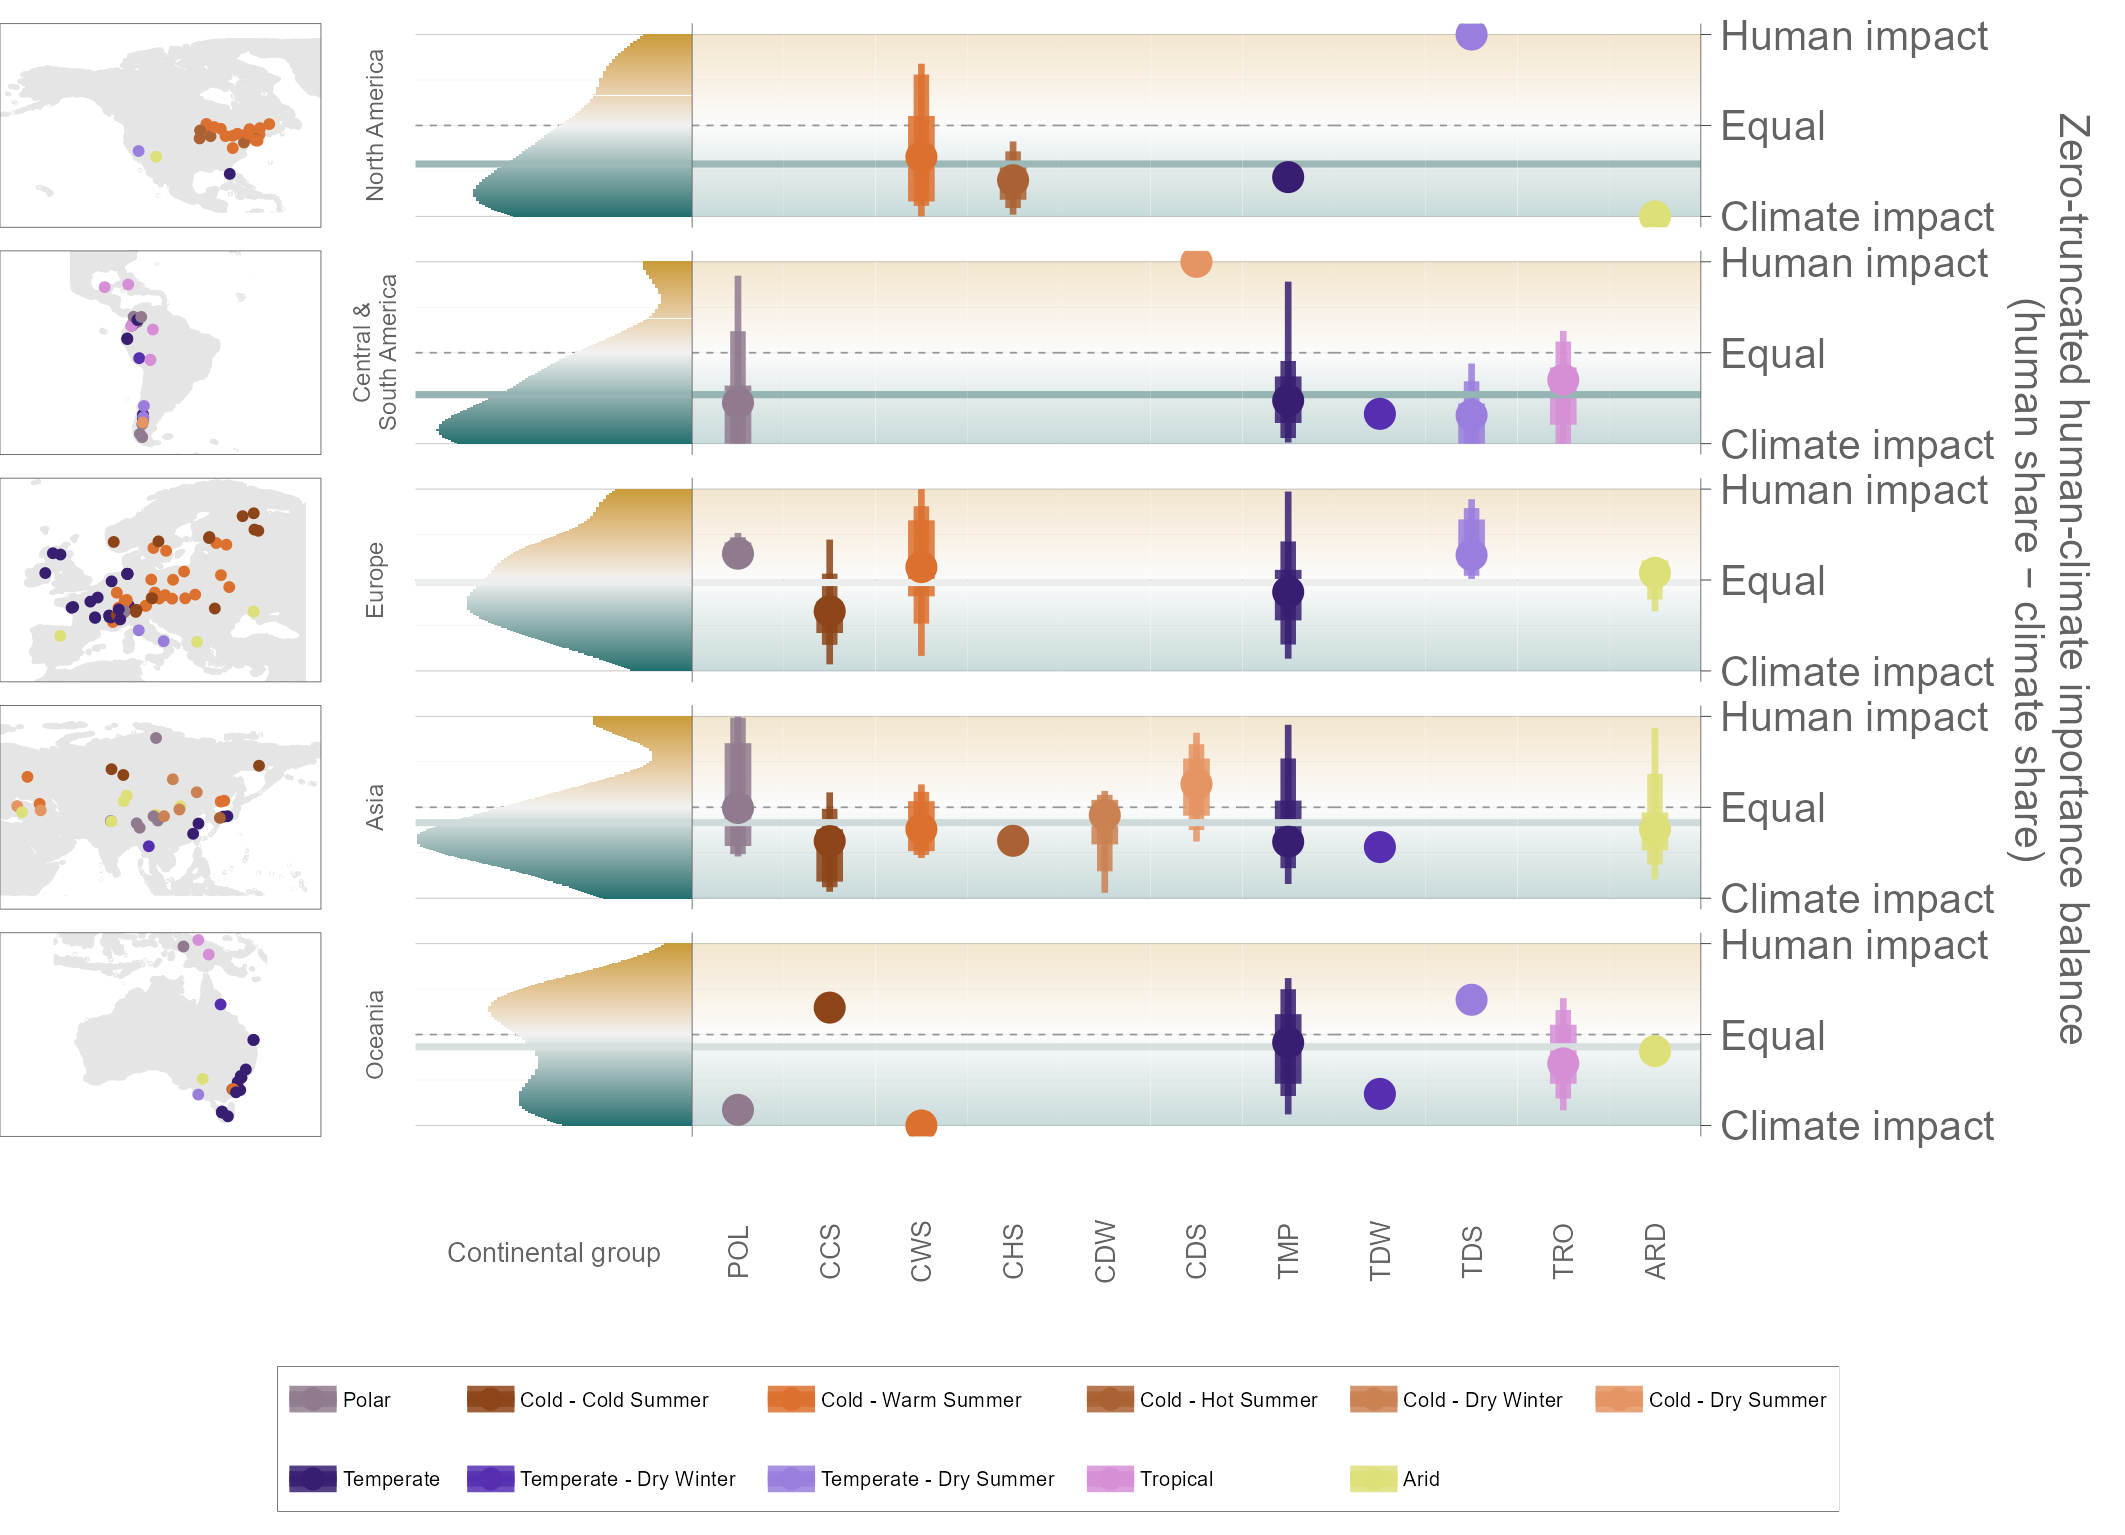 North America
Human impact
Equal
Climate impact
Central &
South America
Human impact
Equal
Climate impact
Europe
Human impact
Equal
Climate impact
Asia
Human impact
Equal
Climate impact
Oceania
Human impact
Equal
Climate impact
Zero-truncated human-climate importance balance
(human share – climate share)
Continental group
POL
CCS
CWS
CHS
CDW
CDS
TMP
TDW
TDS
TRO
ARD
Polar
Cold - Cold Summer
Cold - Warm Summer
Cold - Hot Summer
Cold - Dry Winter
Cold - Dry Summer
Temperate
Temperate - Dry Winter
Temperate - Dry Summer
Tropical
Arid